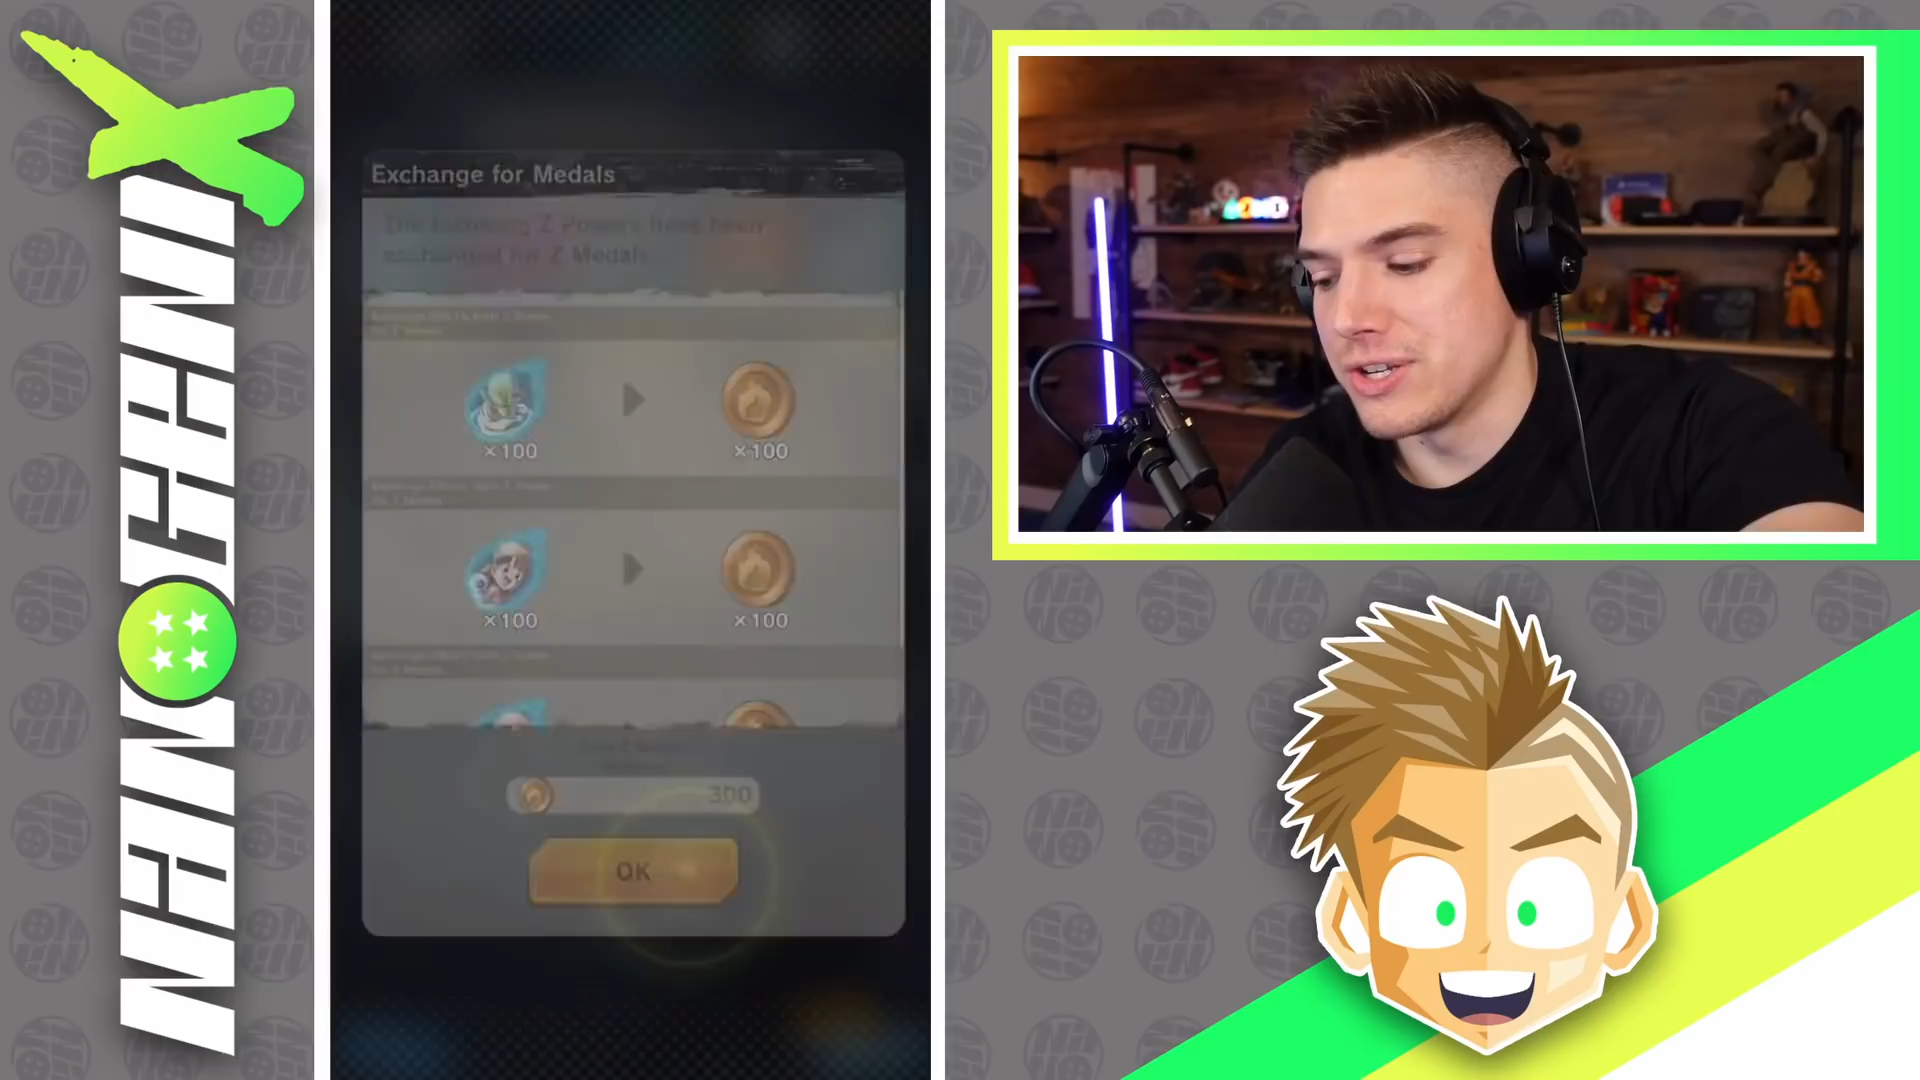 NANOGENIX
Exchange for Medals
The following Z Powers have been
exchanged for Z Medals.
×100
×100
×100
×100
300
OK